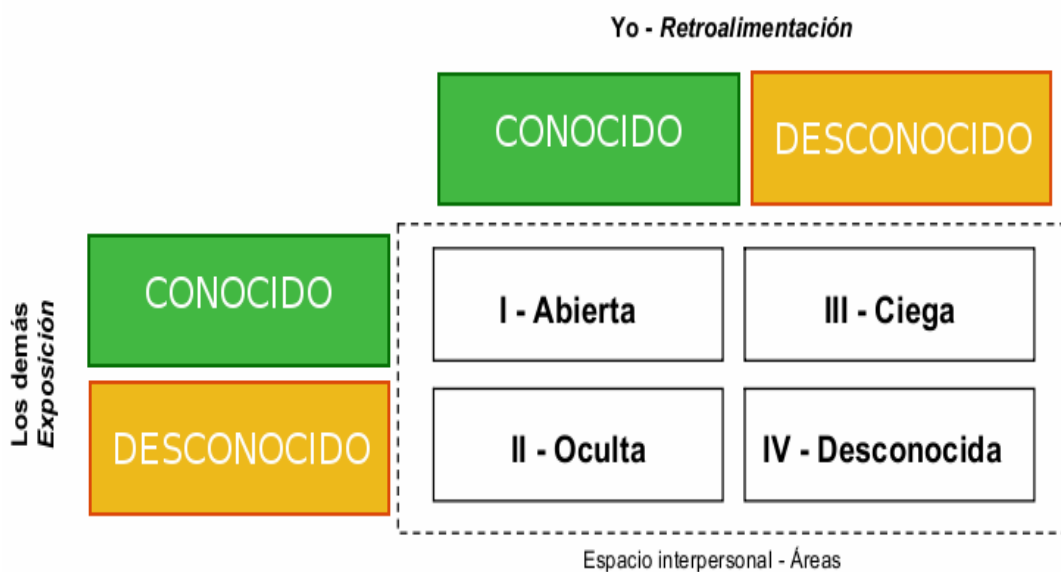 Yo - Retroalimentación
CONOCIDO
DESCONOCIDO
Los demás
Exposición
CONOCIDO
I - Abierta
III - Ciega
DESCONOCIDO
II - Oculta
IV - Desconocida
Espacio interpersonal - Áreas